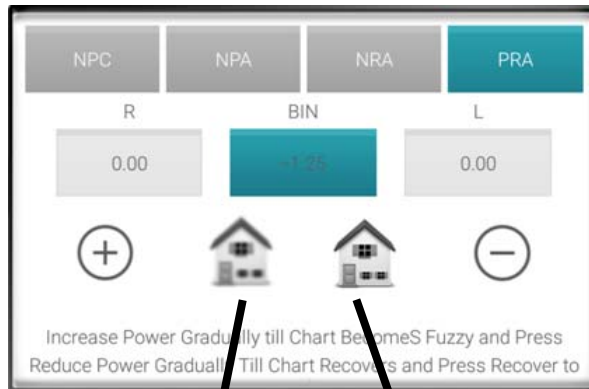 NPC NPA NRA PRA
R BIN L
0.00 -1.25 0.00
Increase Power Gradually till Chart BecomeS Fuzzy and Press
Reduce Power Gradually Till Chart Recovers and Press Recover to